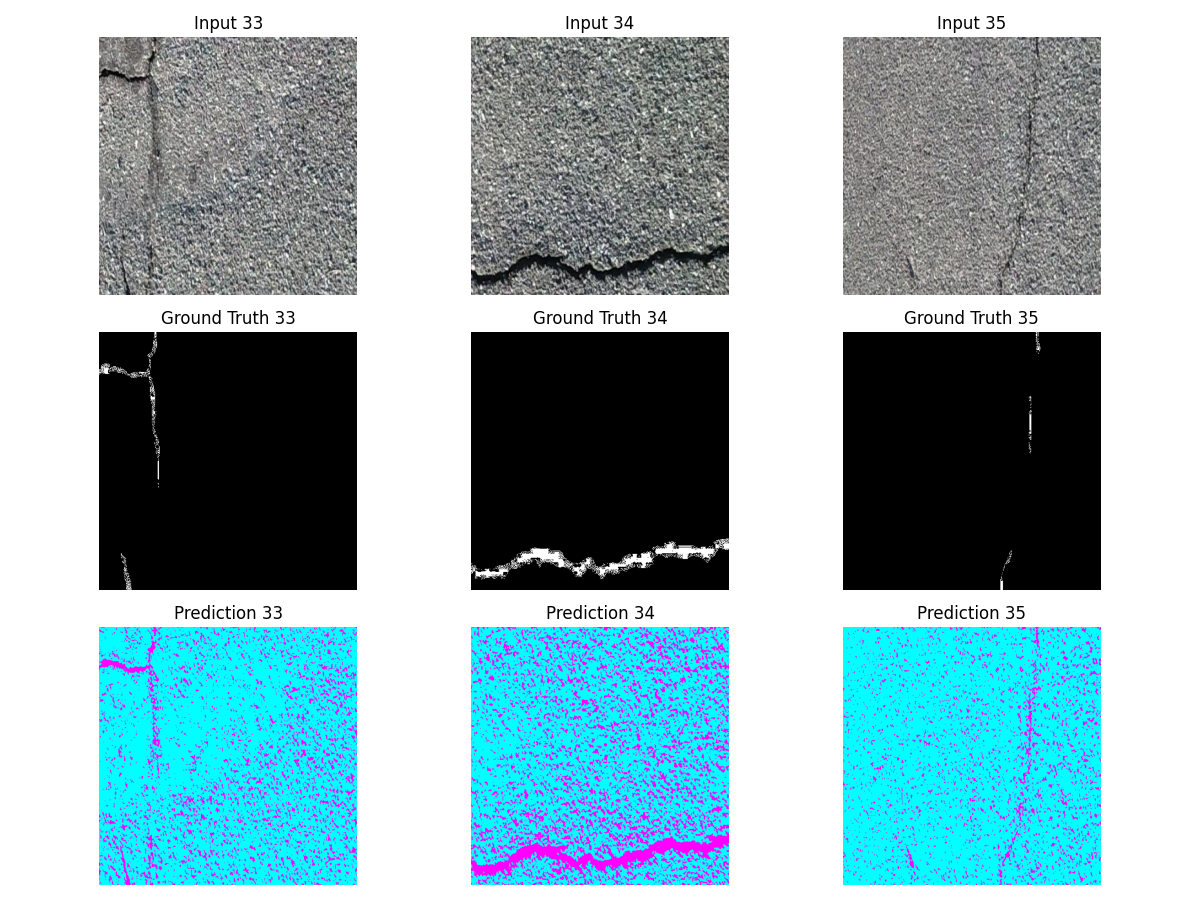 Input 33
Input 34
Input 35
Ground Truth 33
Ground Truth 34
Ground Truth 35
Prediction 33
Prediction 34
Prediction 35